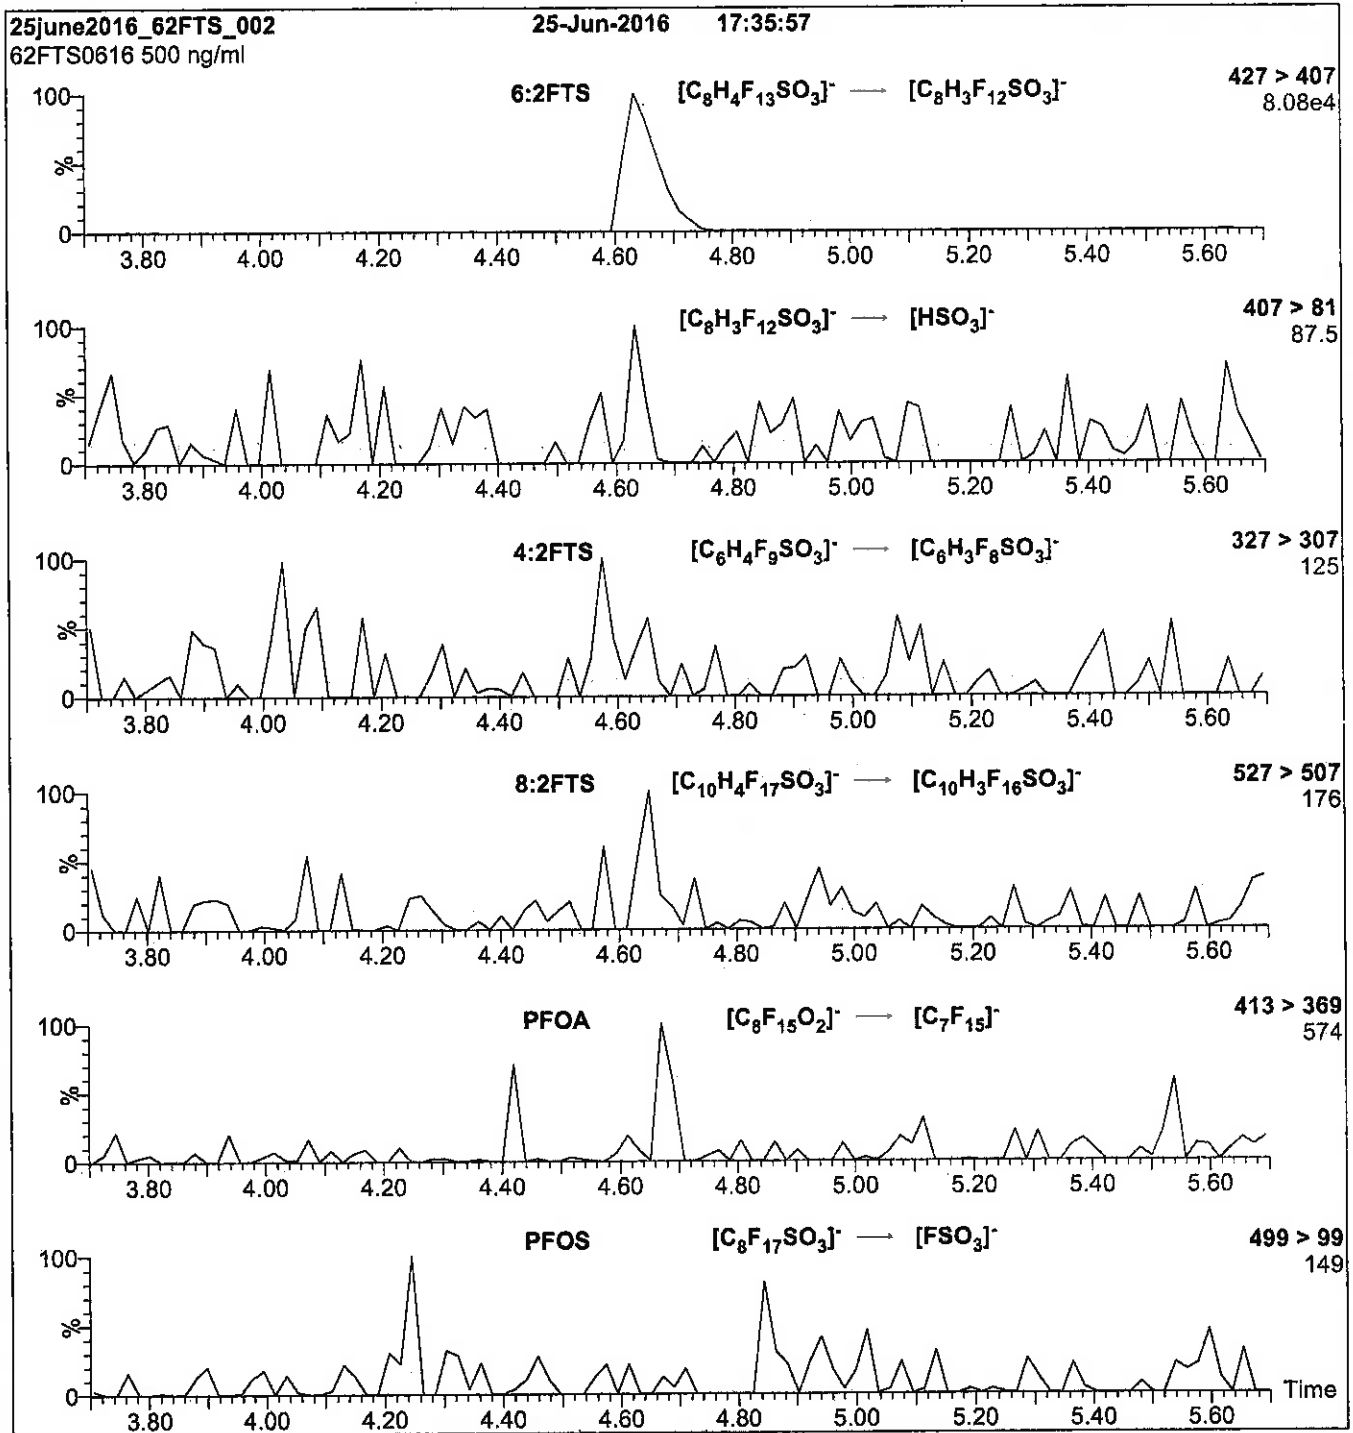 25june2016_62FTS_002 25-Jun-2016 17:35:57
62FTS0616 500 ng/ml
6:2FTS [C8H4F13SO3]- → [C8H3F12SO3]- 427 > 407
8.08e4
100
%
0
3.80 4.00 4.20 4.40 4.60 4.80 5.00 5.20 5.40 5.60
[C8H3F12SO3]- → [HSO3]- 407 > 81
87.5
100
%
0
3.80 4.00 4.20 4.40 4.60 4.80 5.00 5.20 5.40 5.60
4:2FTS [C6H4F9SO3]- → [C6H3F8SO3]- 327 > 307
125
100
%
0
3.80 4.00 4.20 4.40 4.60 4.80 5.00 5.20 5.40 5.60
8:2FTS [C10H4F17SO3]- → [C10H3F16SO3]- 527 > 507
176
100
%
0
3.80 4.00 4.20 4.40 4.60 4.80 5.00 5.20 5.40 5.60
PFOA [C8F15O2]- → [C7F15]- 413 > 369
574
100
%
0
3.80 4.00 4.20 4.40 4.60 4.80 5.00 5.20 5.40 5.60
PFOS [C8F17SO3]- → [FSO3]- 499 > 99
149
100
%
0
Time
3.80 4.00 4.20 4.40 4.60 4.80 5.00 5.20 5.40 5.60